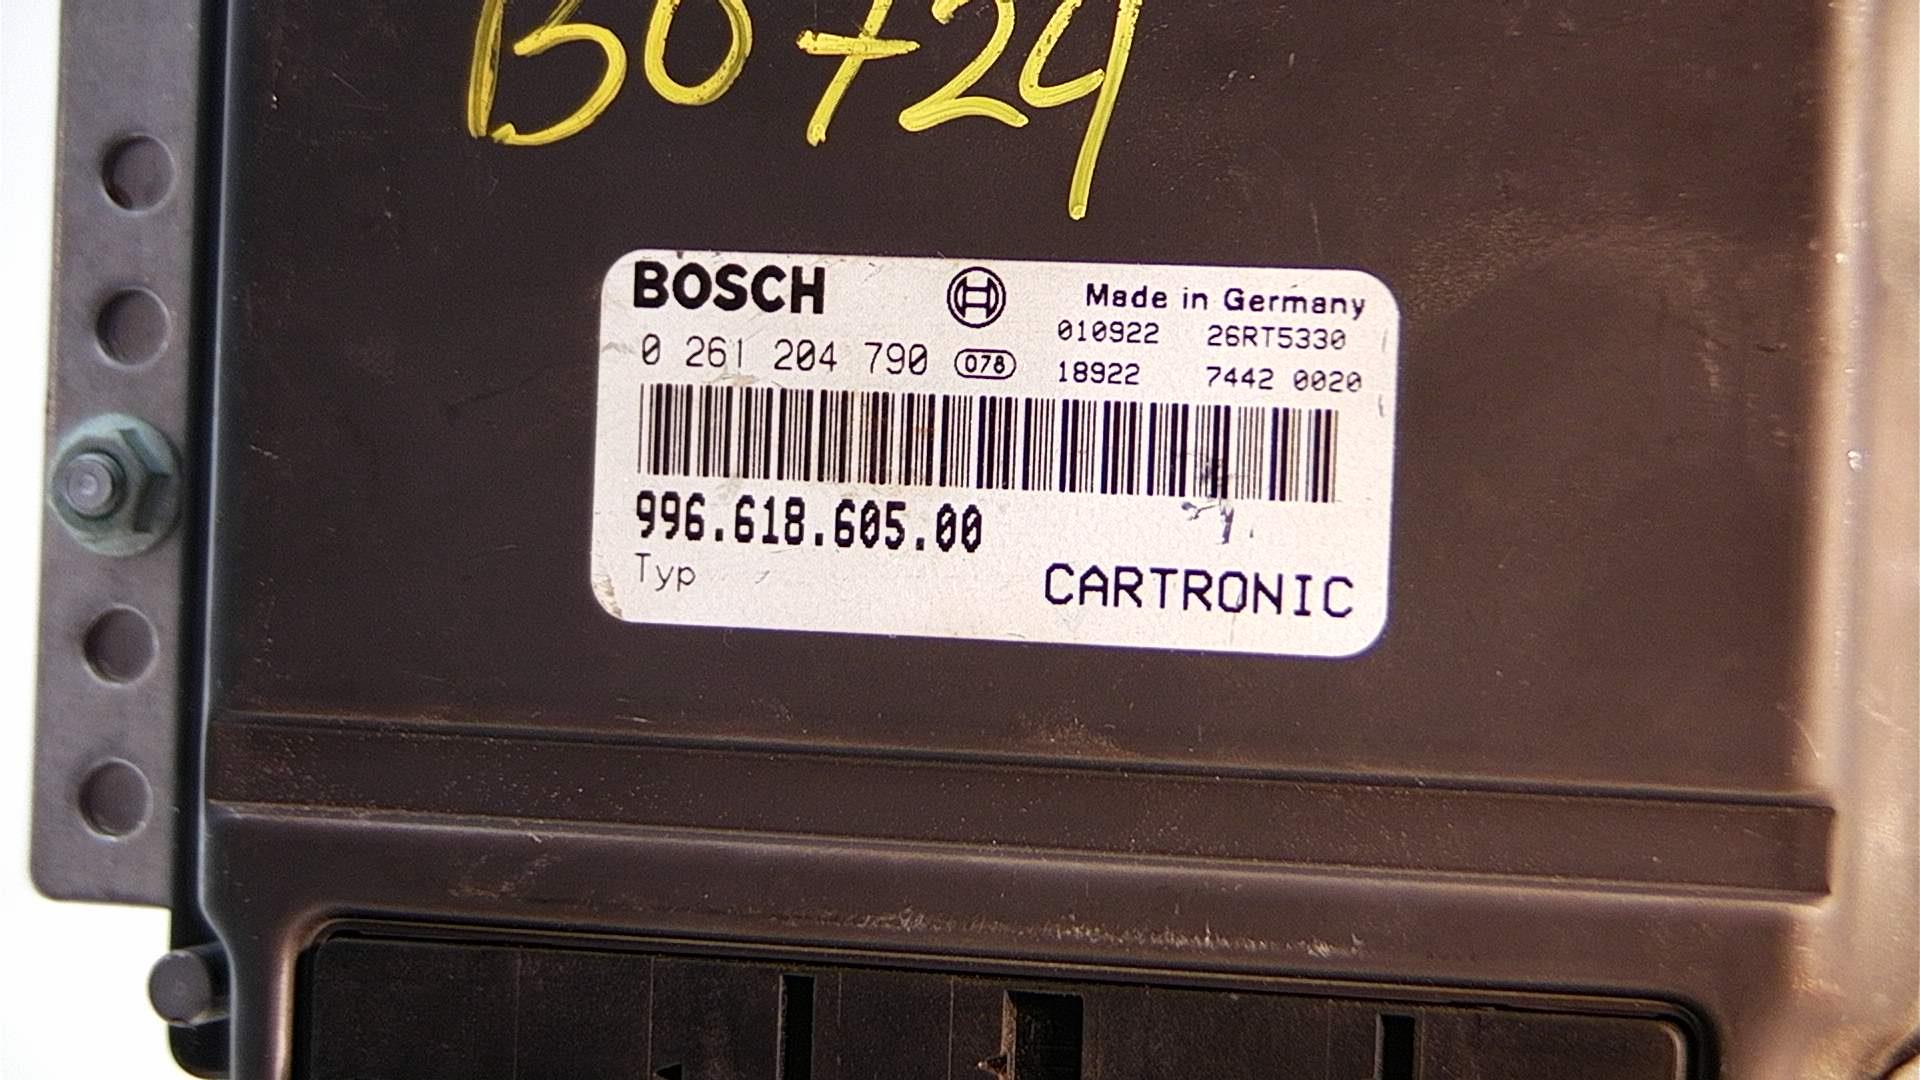 B0724
BOSCH
Made in Germany
010922 26RT5330
0 261 204 790 078
18922 7442 0020
996.618.605.00
Typ
CARTRONIC